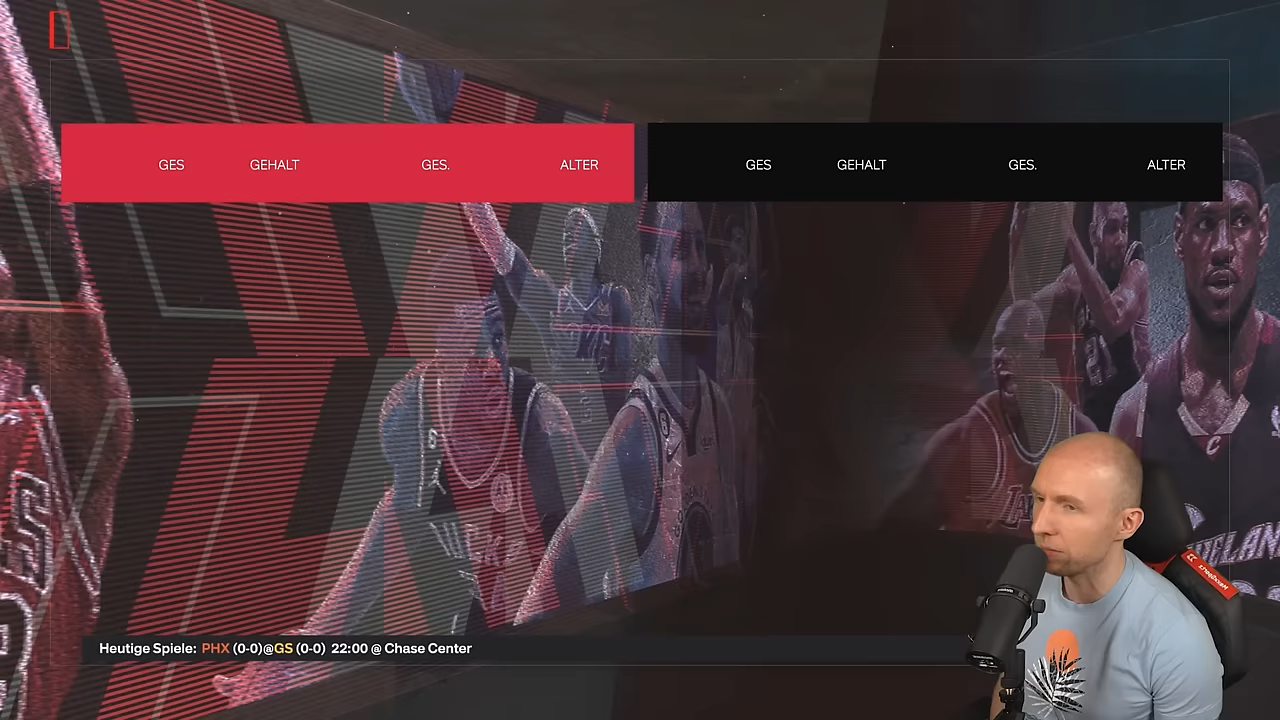 GES GEHALT GES. ALTER GES GEHALT GES. ALTER
Heutige Spiele: PHX (0-0)@GS (0-0) 22:00 @ Chase Center